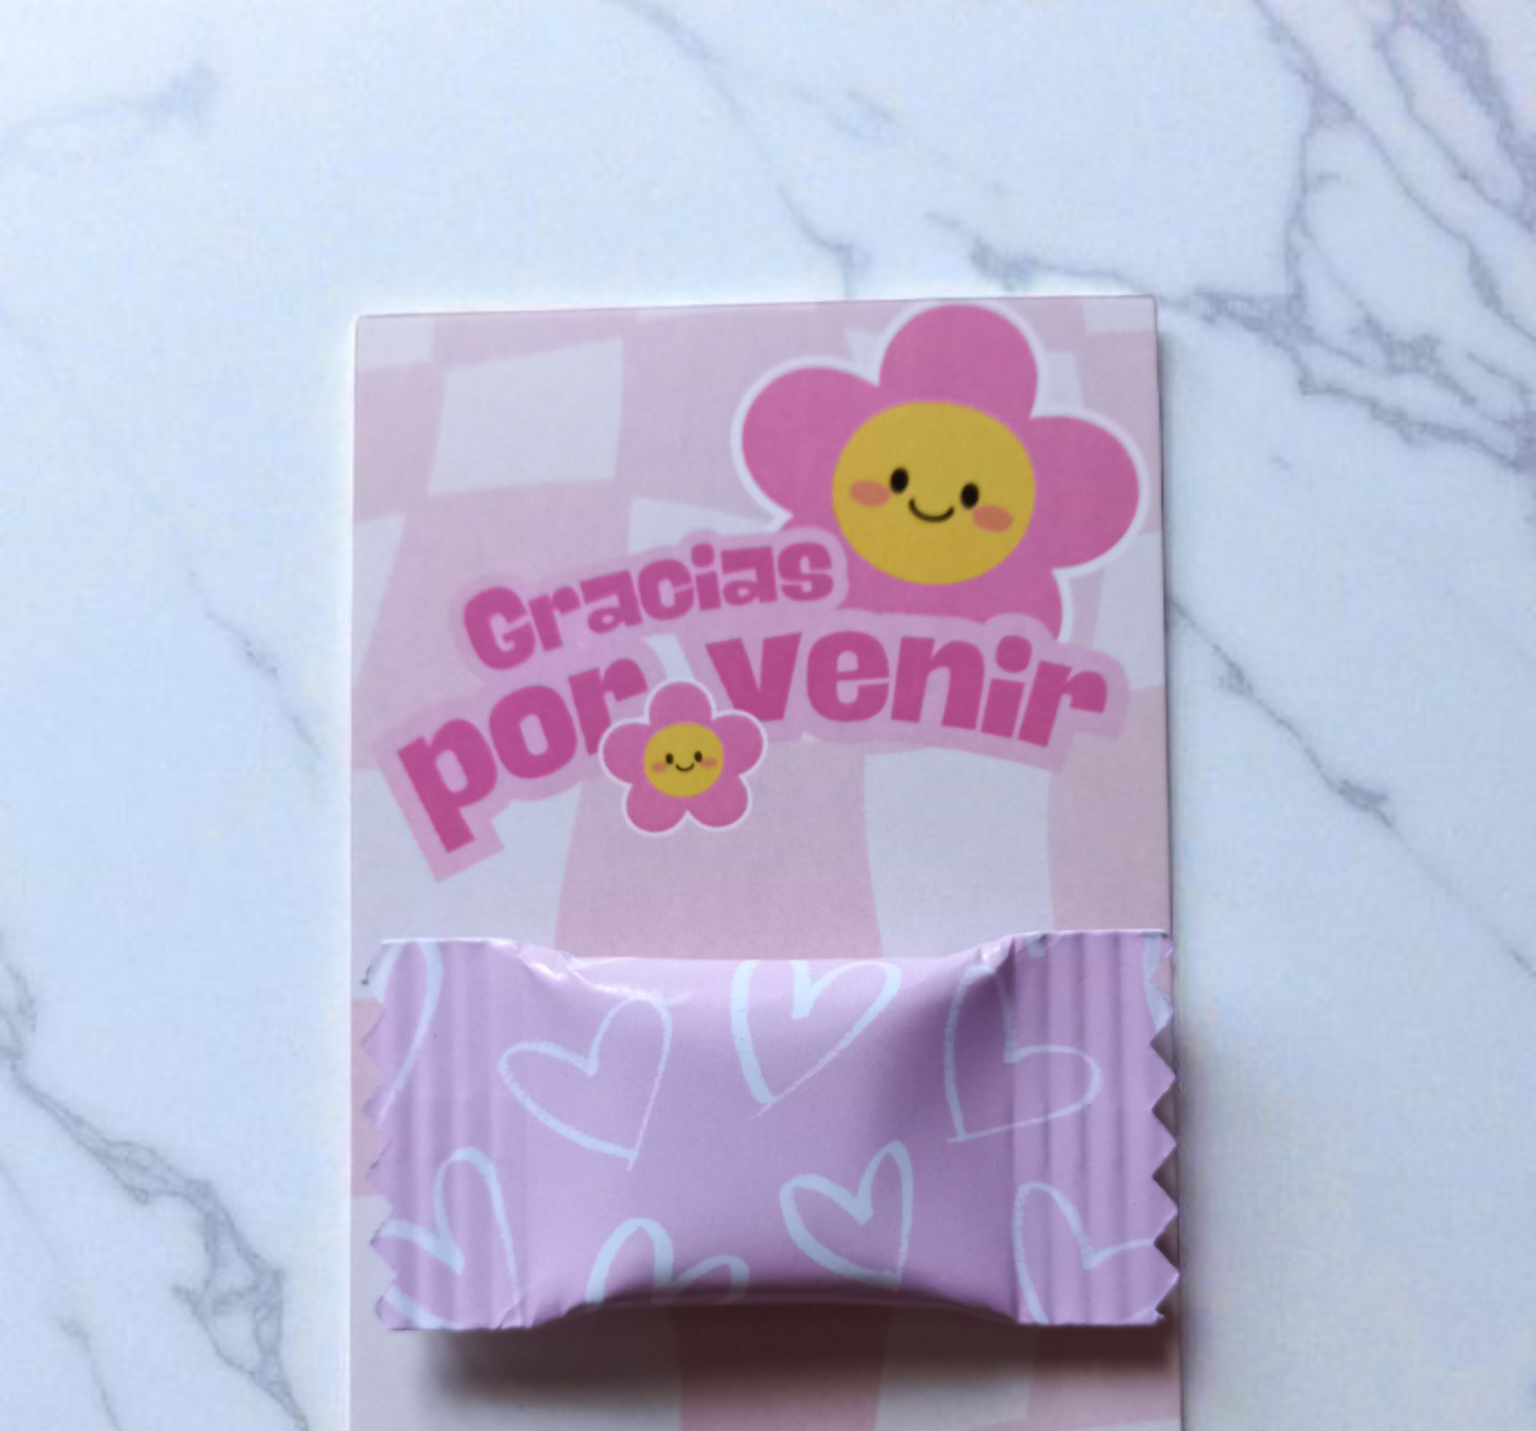 Gracias
por venir